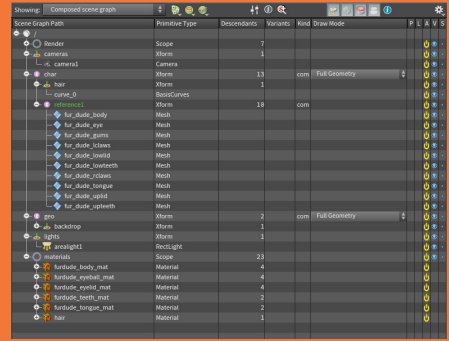 Showing: Composed scene graph
Scene Graph Path Primitive Type Descendants Variants Kind Draw Mode P L A V S
/
Render Scope 7
cameras Xform 1
camera1 Camera
char Xform 13 com Full Geometry
hair Xform 1
curve_0 BasisCurves
reference1 Xform 10 com
fur_dude_body Mesh
fur_dude_eye Mesh
fur_dude_gums Mesh
fur_dude_lclaws Mesh
fur_dude_lowlid Mesh
fur_dude_lowteeth Mesh
fur_dude_rclaws Mesh
fur_dude_tongue Mesh
fur_dude_uplid Mesh
fur_dude_upteeth Mesh
geo Xform 2 com Full Geometry
backdrop Xform 1
lights Xform 1
arealight1 RectLight
materials Scope 23
furdude_body_mat Material 4
furdude_eyeball_mat Material 4
furdude_eyelid_mat Material 4
furdude_teeth_mat Material 2
furdude_tongue_mat Material 2
hair Material 1